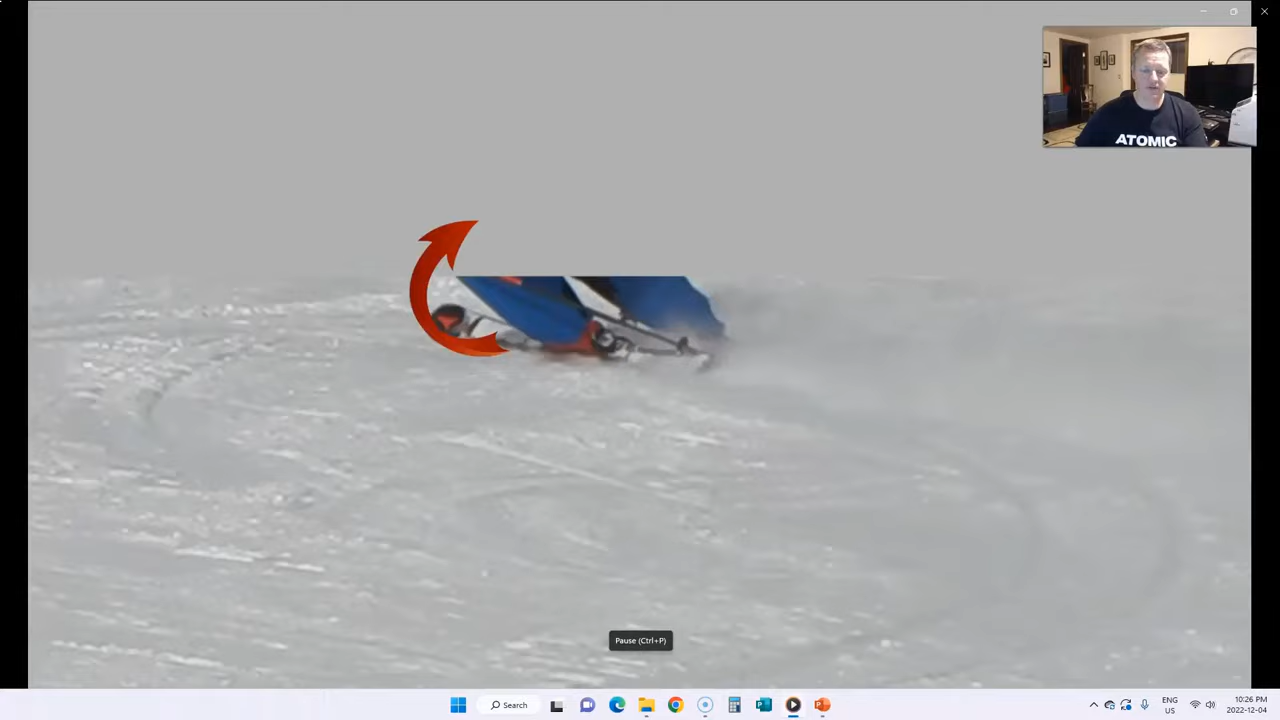 ATOMIC
Pause (Ctrl+P)
Search
ENG
US
10:26 PM
2022-12-04